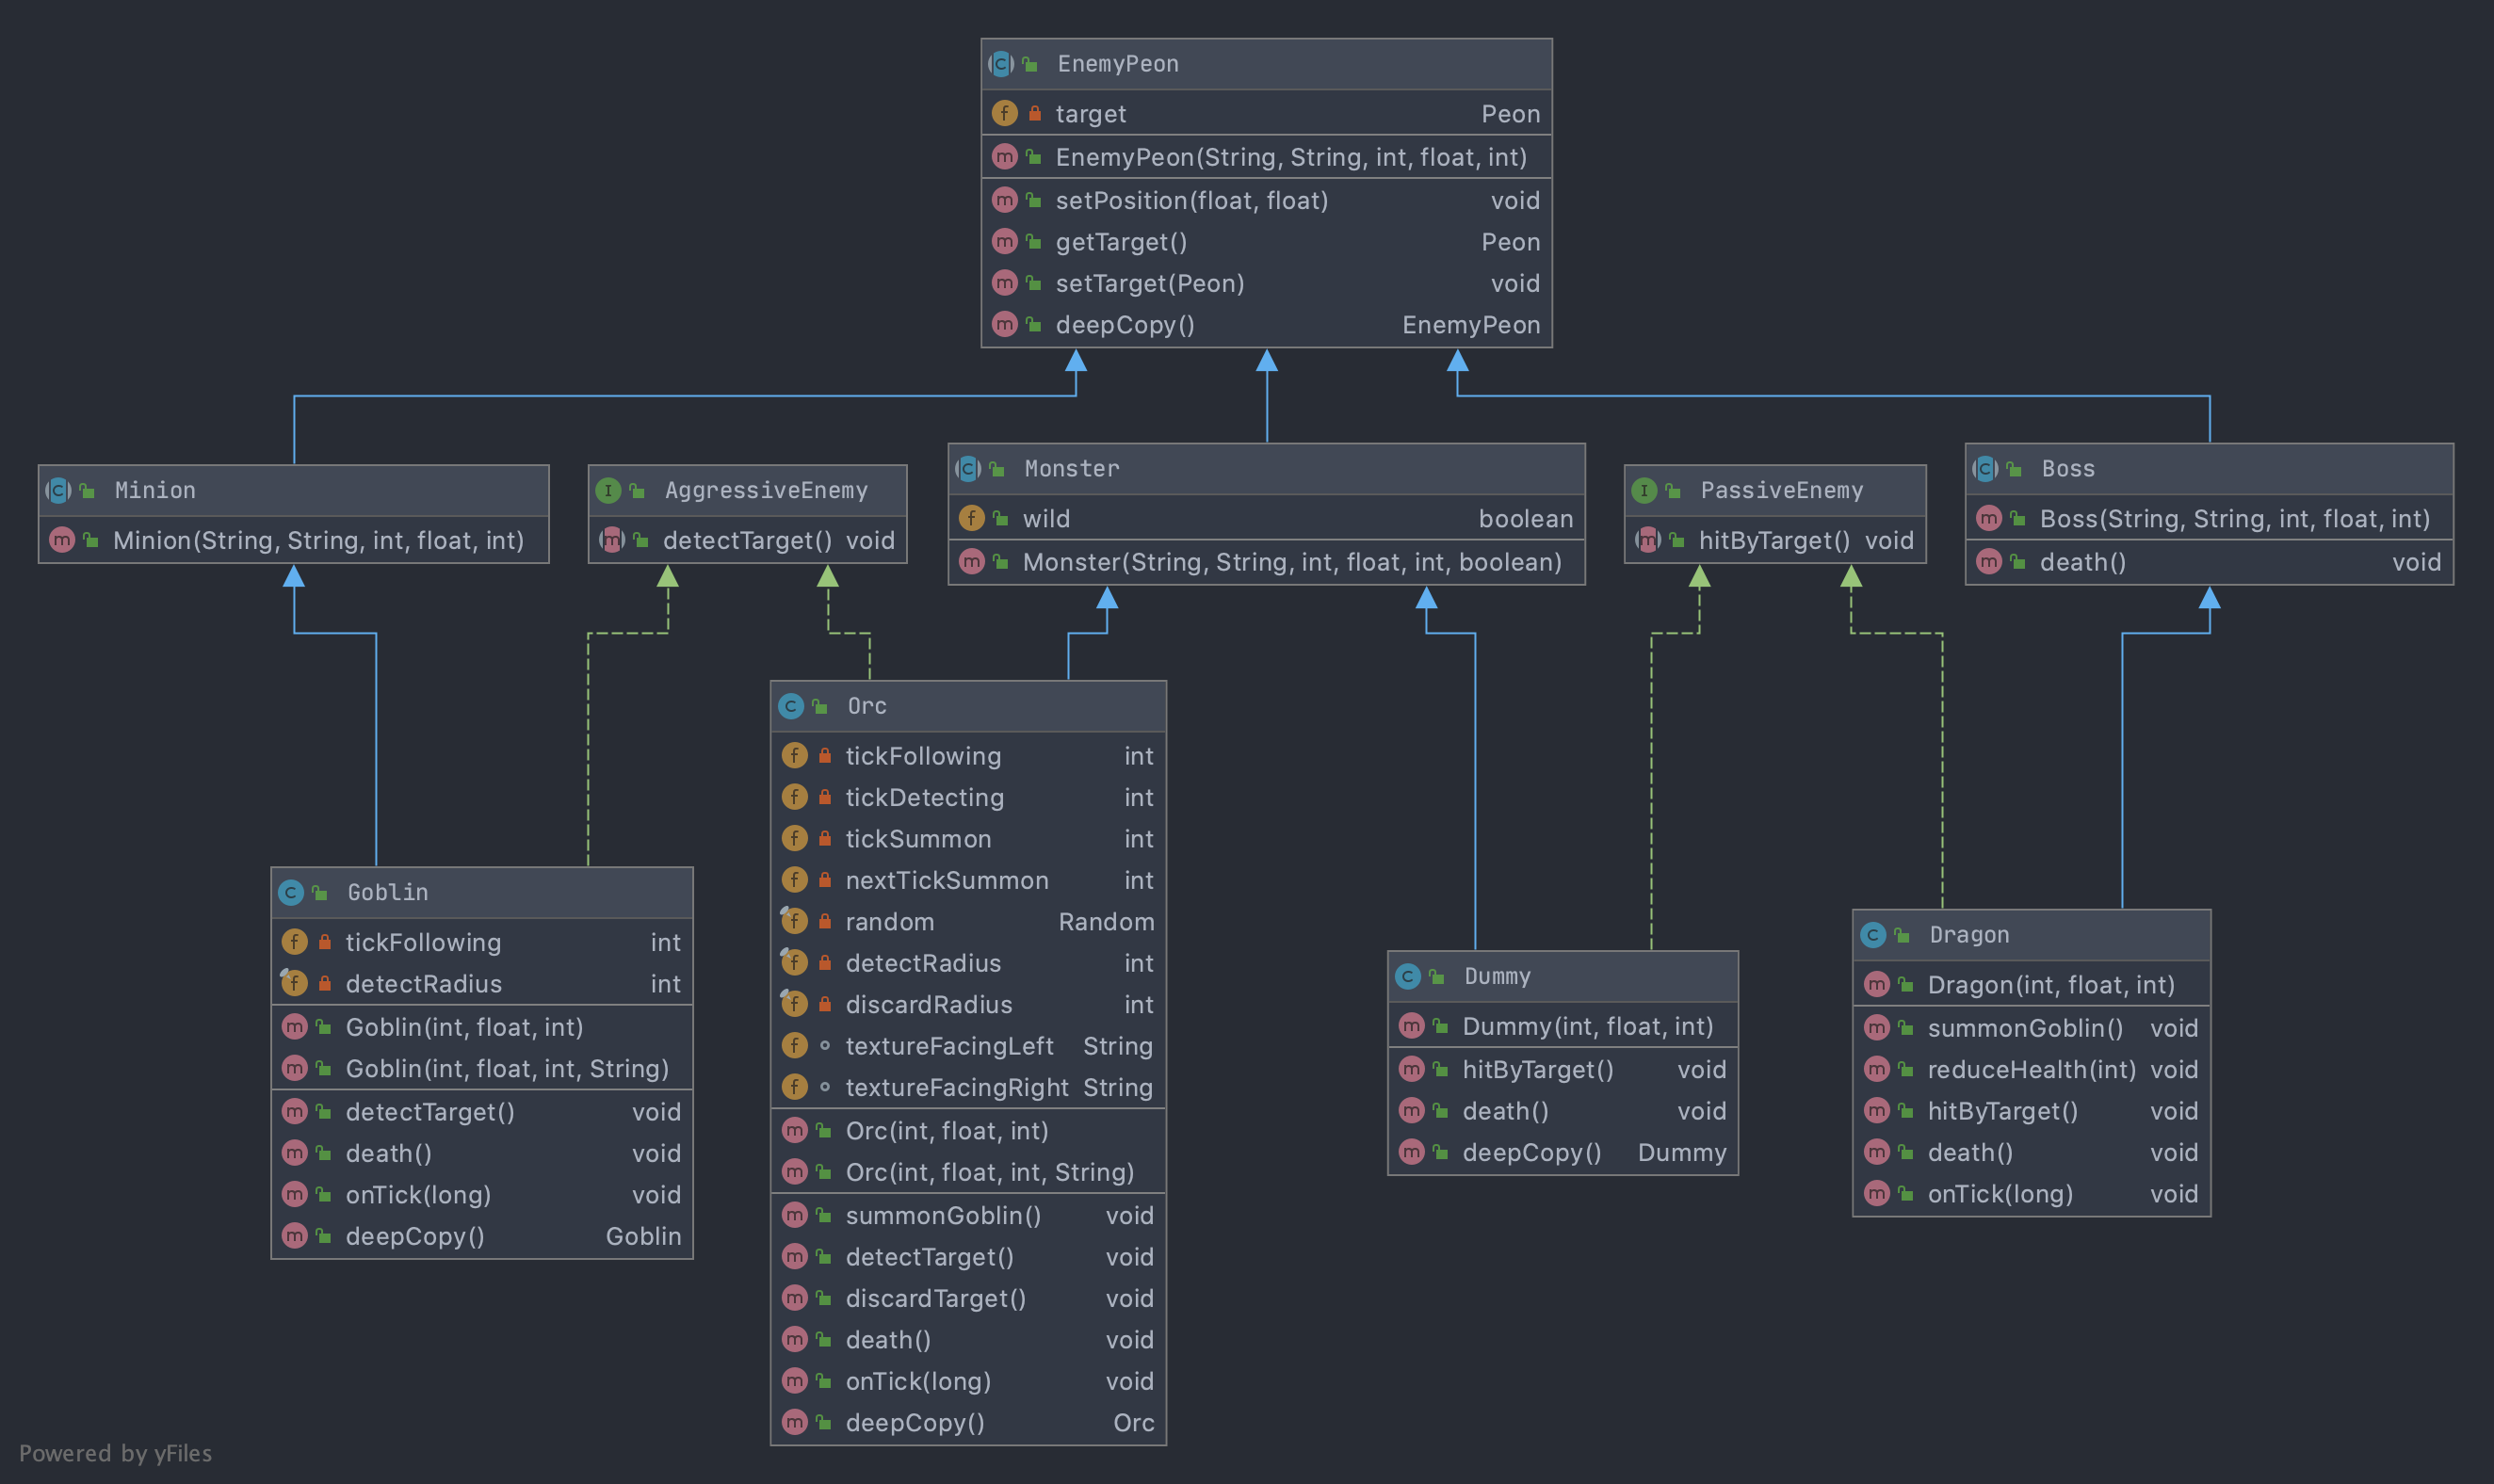 EnemyPeon
target Peon
EnemyPeon(String, String, int, float, int)
setPosition(float, float) void
getTarget() Peon
setTarget(Peon) void
deepCopy() EnemyPeon
Minion
Minion(String, String, int, float, int)
AggressiveEnemy
detectTarget() void
Monster
wild boolean
Monster(String, String, int, float, int, boolean)
PassiveEnemy
hitByTarget() void
Boss
Boss(String, String, int, float, int)
death() void
Goblin
tickFollowing int
detectRadius int
Goblin(int, float, int)
Goblin(int, float, int, String)
detectTarget() void
death() void
onTick(long) void
deepCopy() Goblin
Orc
tickFollowing int
tickDetecting int
tickSummon int
nextTickSummon int
random Random
detectRadius int
discardRadius int
textureFacingLeft String
textureFacingRight String
Orc(int, float, int)
Orc(int, float, int, String)
summonGoblin() void
detectTarget() void
discardTarget() void
death() void
onTick(long) void
deepCopy() Orc
Dummy
Dummy(int, float, int)
hitByTarget() void
death() void
deepCopy() Dummy
Dragon
Dragon(int, float, int)
summonGoblin() void
reduceHealth(int) void
hitByTarget() void
death() void
onTick(long) void
Powered by yFiles